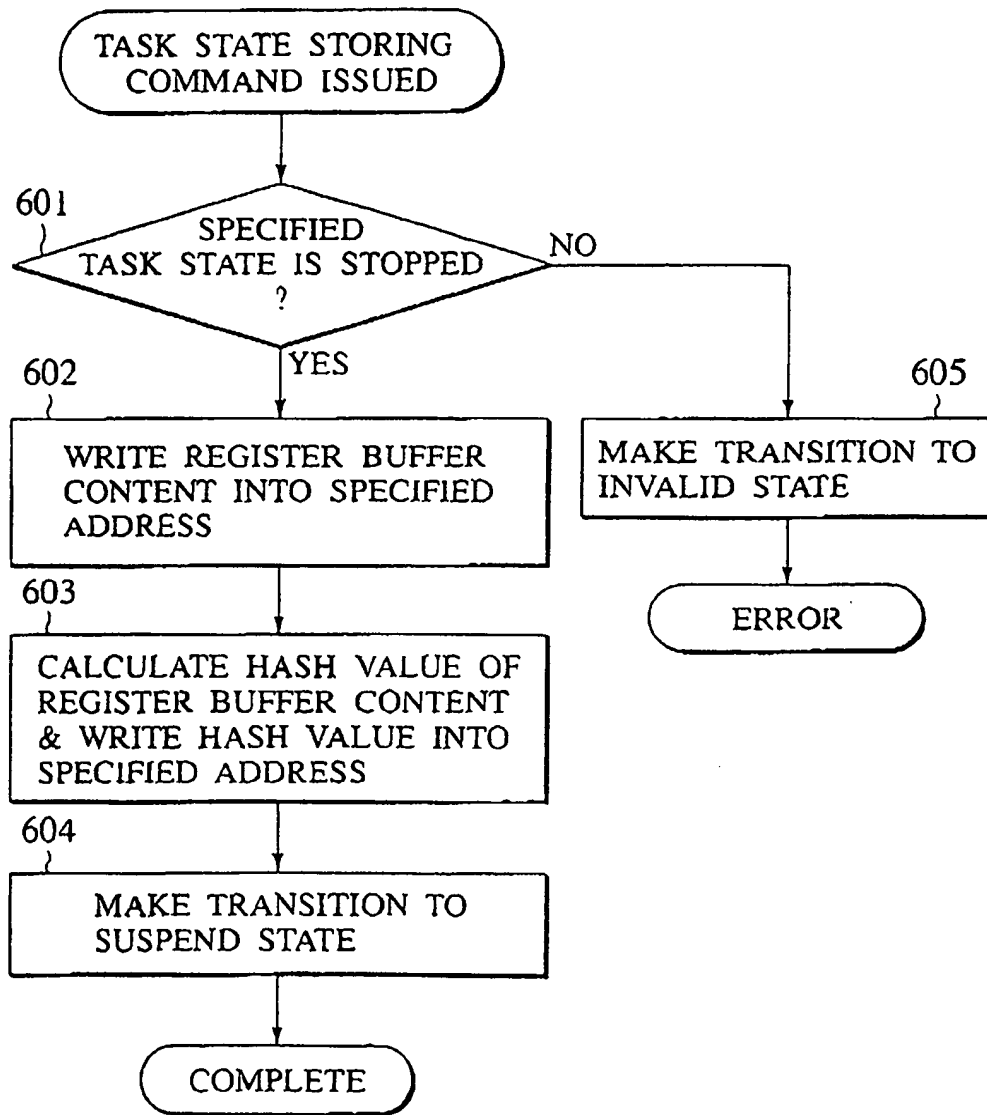 TASK STATE STORING
COMMAND ISSUED
601
SPECIFIED
TASK STATE IS STOPPED
?
NO
YES
602
WRITE REGISTER BUFFER
CONTENT INTO SPECIFIED
ADDRESS
605
MAKE TRANSITION TO
INVALID STATE
ERROR
603
CALCULATE HASH VALUE OF
REGISTER BUFFER CONTENT
& WRITE HASH VALUE INTO
SPECIFIED ADDRESS
604
MAKE TRANSITION TO
SUSPEND STATE
COMPLETE